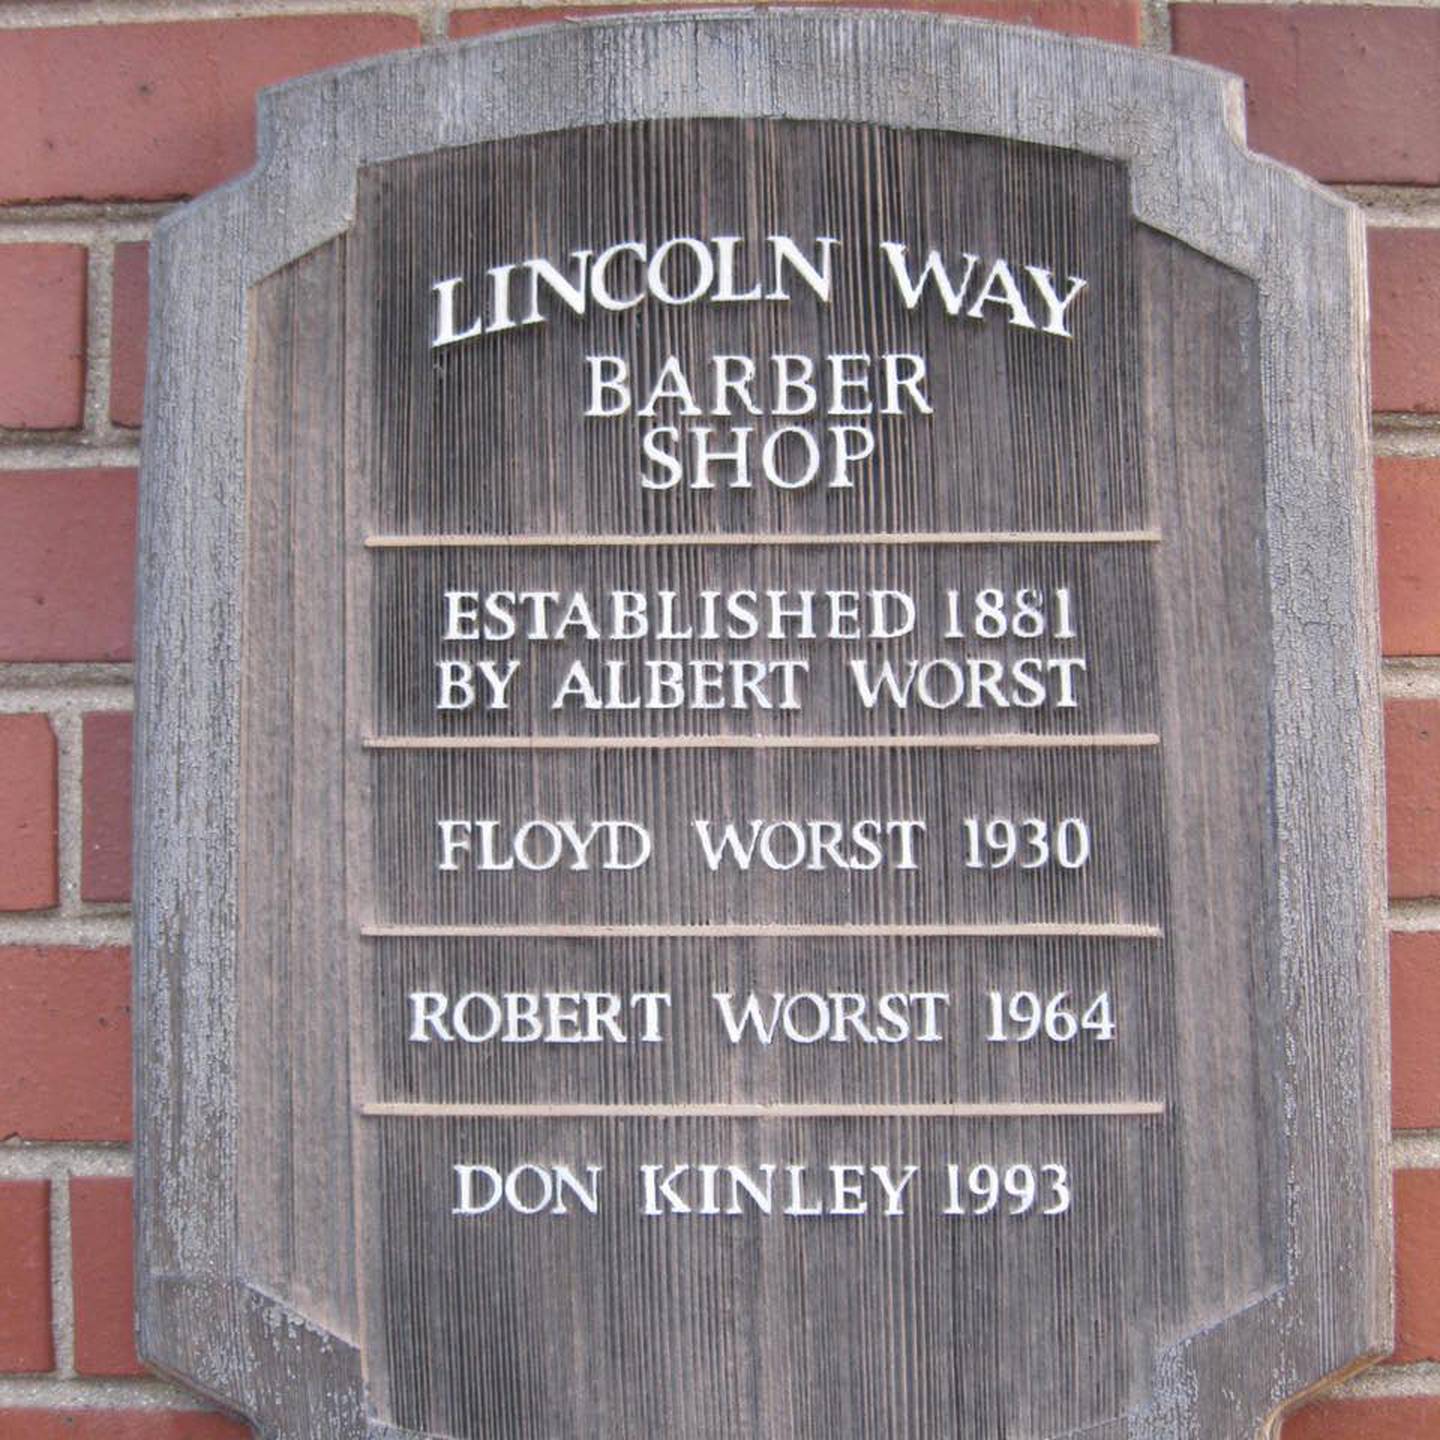 LINCOLN WAY
BARBER
SHOP
ESTABLISHED 1881
BY ALBERT WORST
FLOYD WORST 1930
ROBERT WORST 1964
DON KINLEY 1993